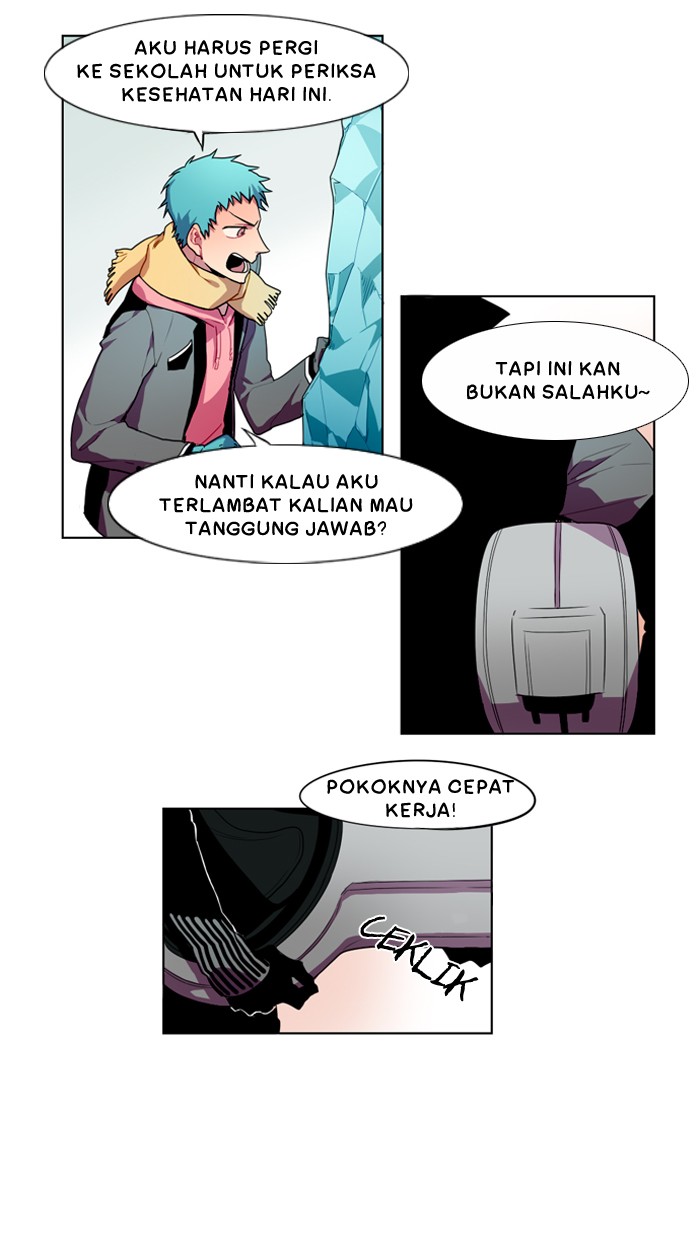 AKU HARUS PERGI
KE SEKOLAH UNTUK PERIKSA
KESEHATAN HARI INI.
NANTI KALAU AKU
TERLAMBAT KALIAN MAU
TANGGUNG JAWAB?
TAPI INI KAN
BUKAN SALAHKU~
POKOKNYA CEPAT
KERJA!
CEKLIK